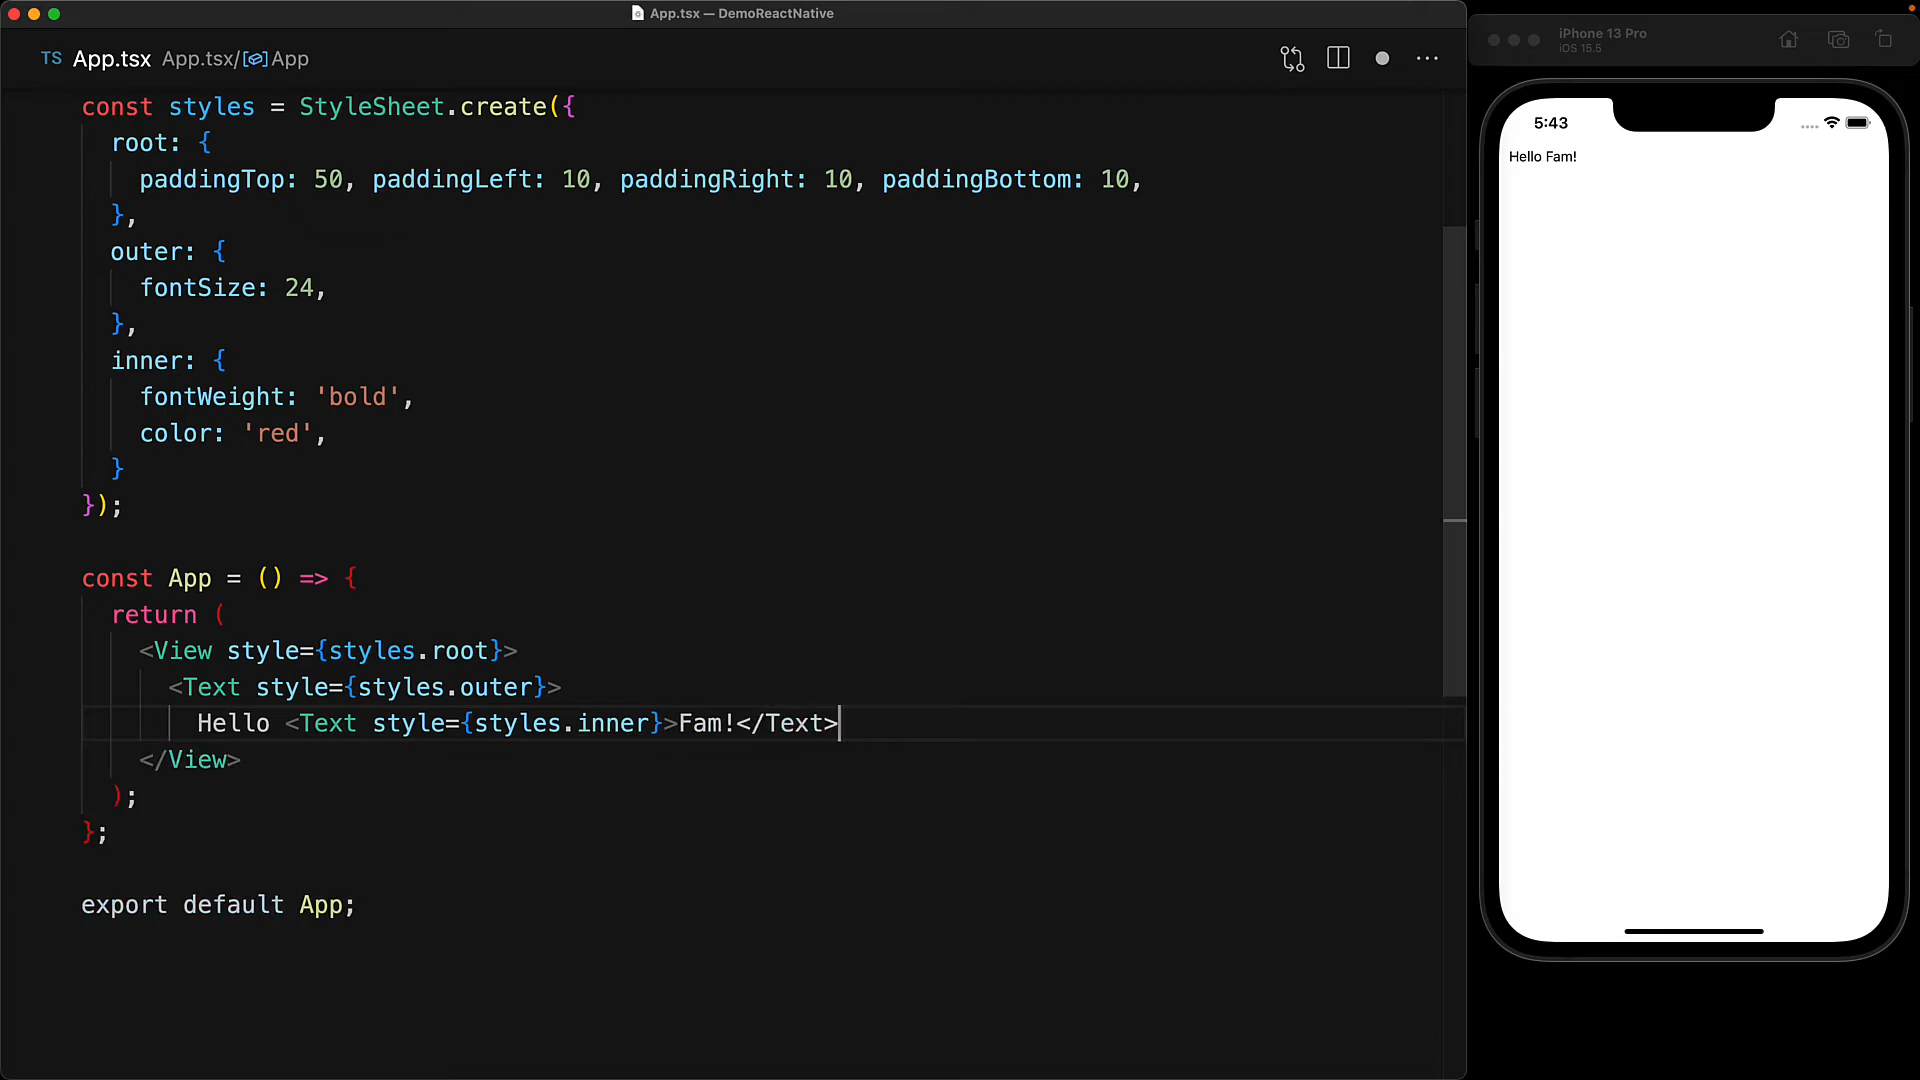 App.tsx — DemoReactNative
TS App.tsx App.tsx/App
const styles = StyleSheet.create({
root: {
paddingTop: 50, paddingLeft: 10, paddingRight: 10, paddingBottom: 10,
},
outer: {
fontSize: 24,
},
inner: {
fontWeight: 'bold',
color: 'red',
}
});
const App = () => {
return (
<View style={styles.root}>
<Text style={styles.outer}>
Hello <Text style={styles.inner}>Fam!</Text>
</View>
);
};
export default App;
iPhone 13 Pro
iOS 15.5
5:43
Hello Fam!